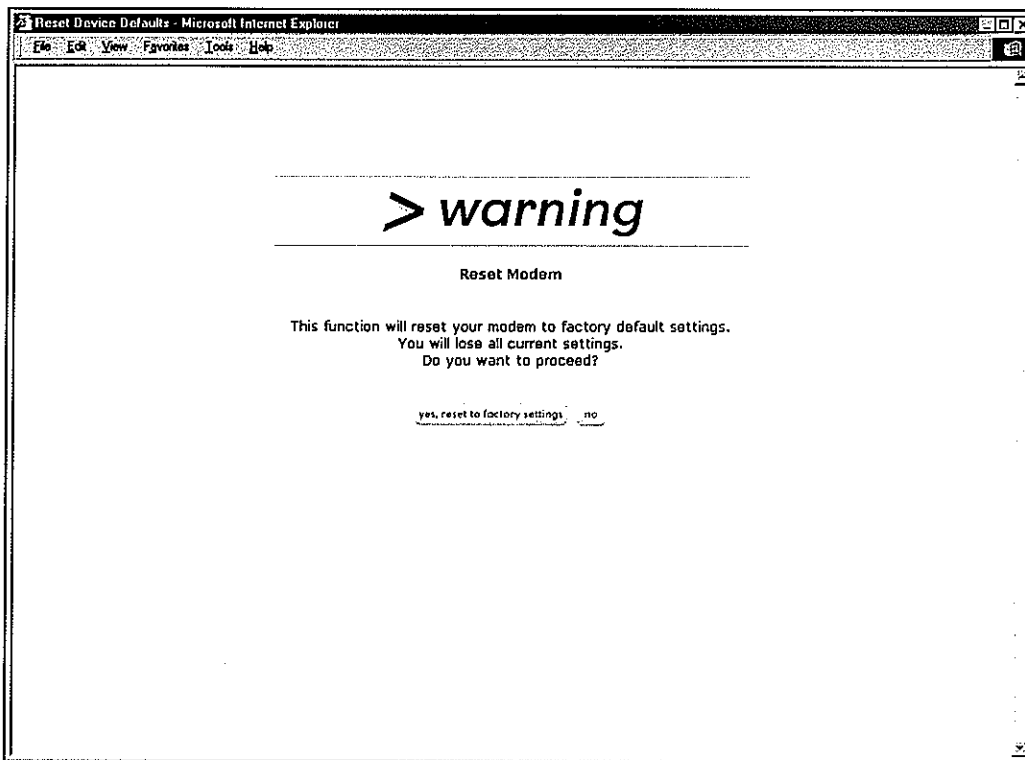 Reset Device Defaults - Microsoft Internet Explorer
File Edit View Favorites Tools Help
> warning
Reset Modem
This function will reset your modem to factory default settings.
You will lose all current settings.
Do you want to proceed?
yes, reset to factory settings no